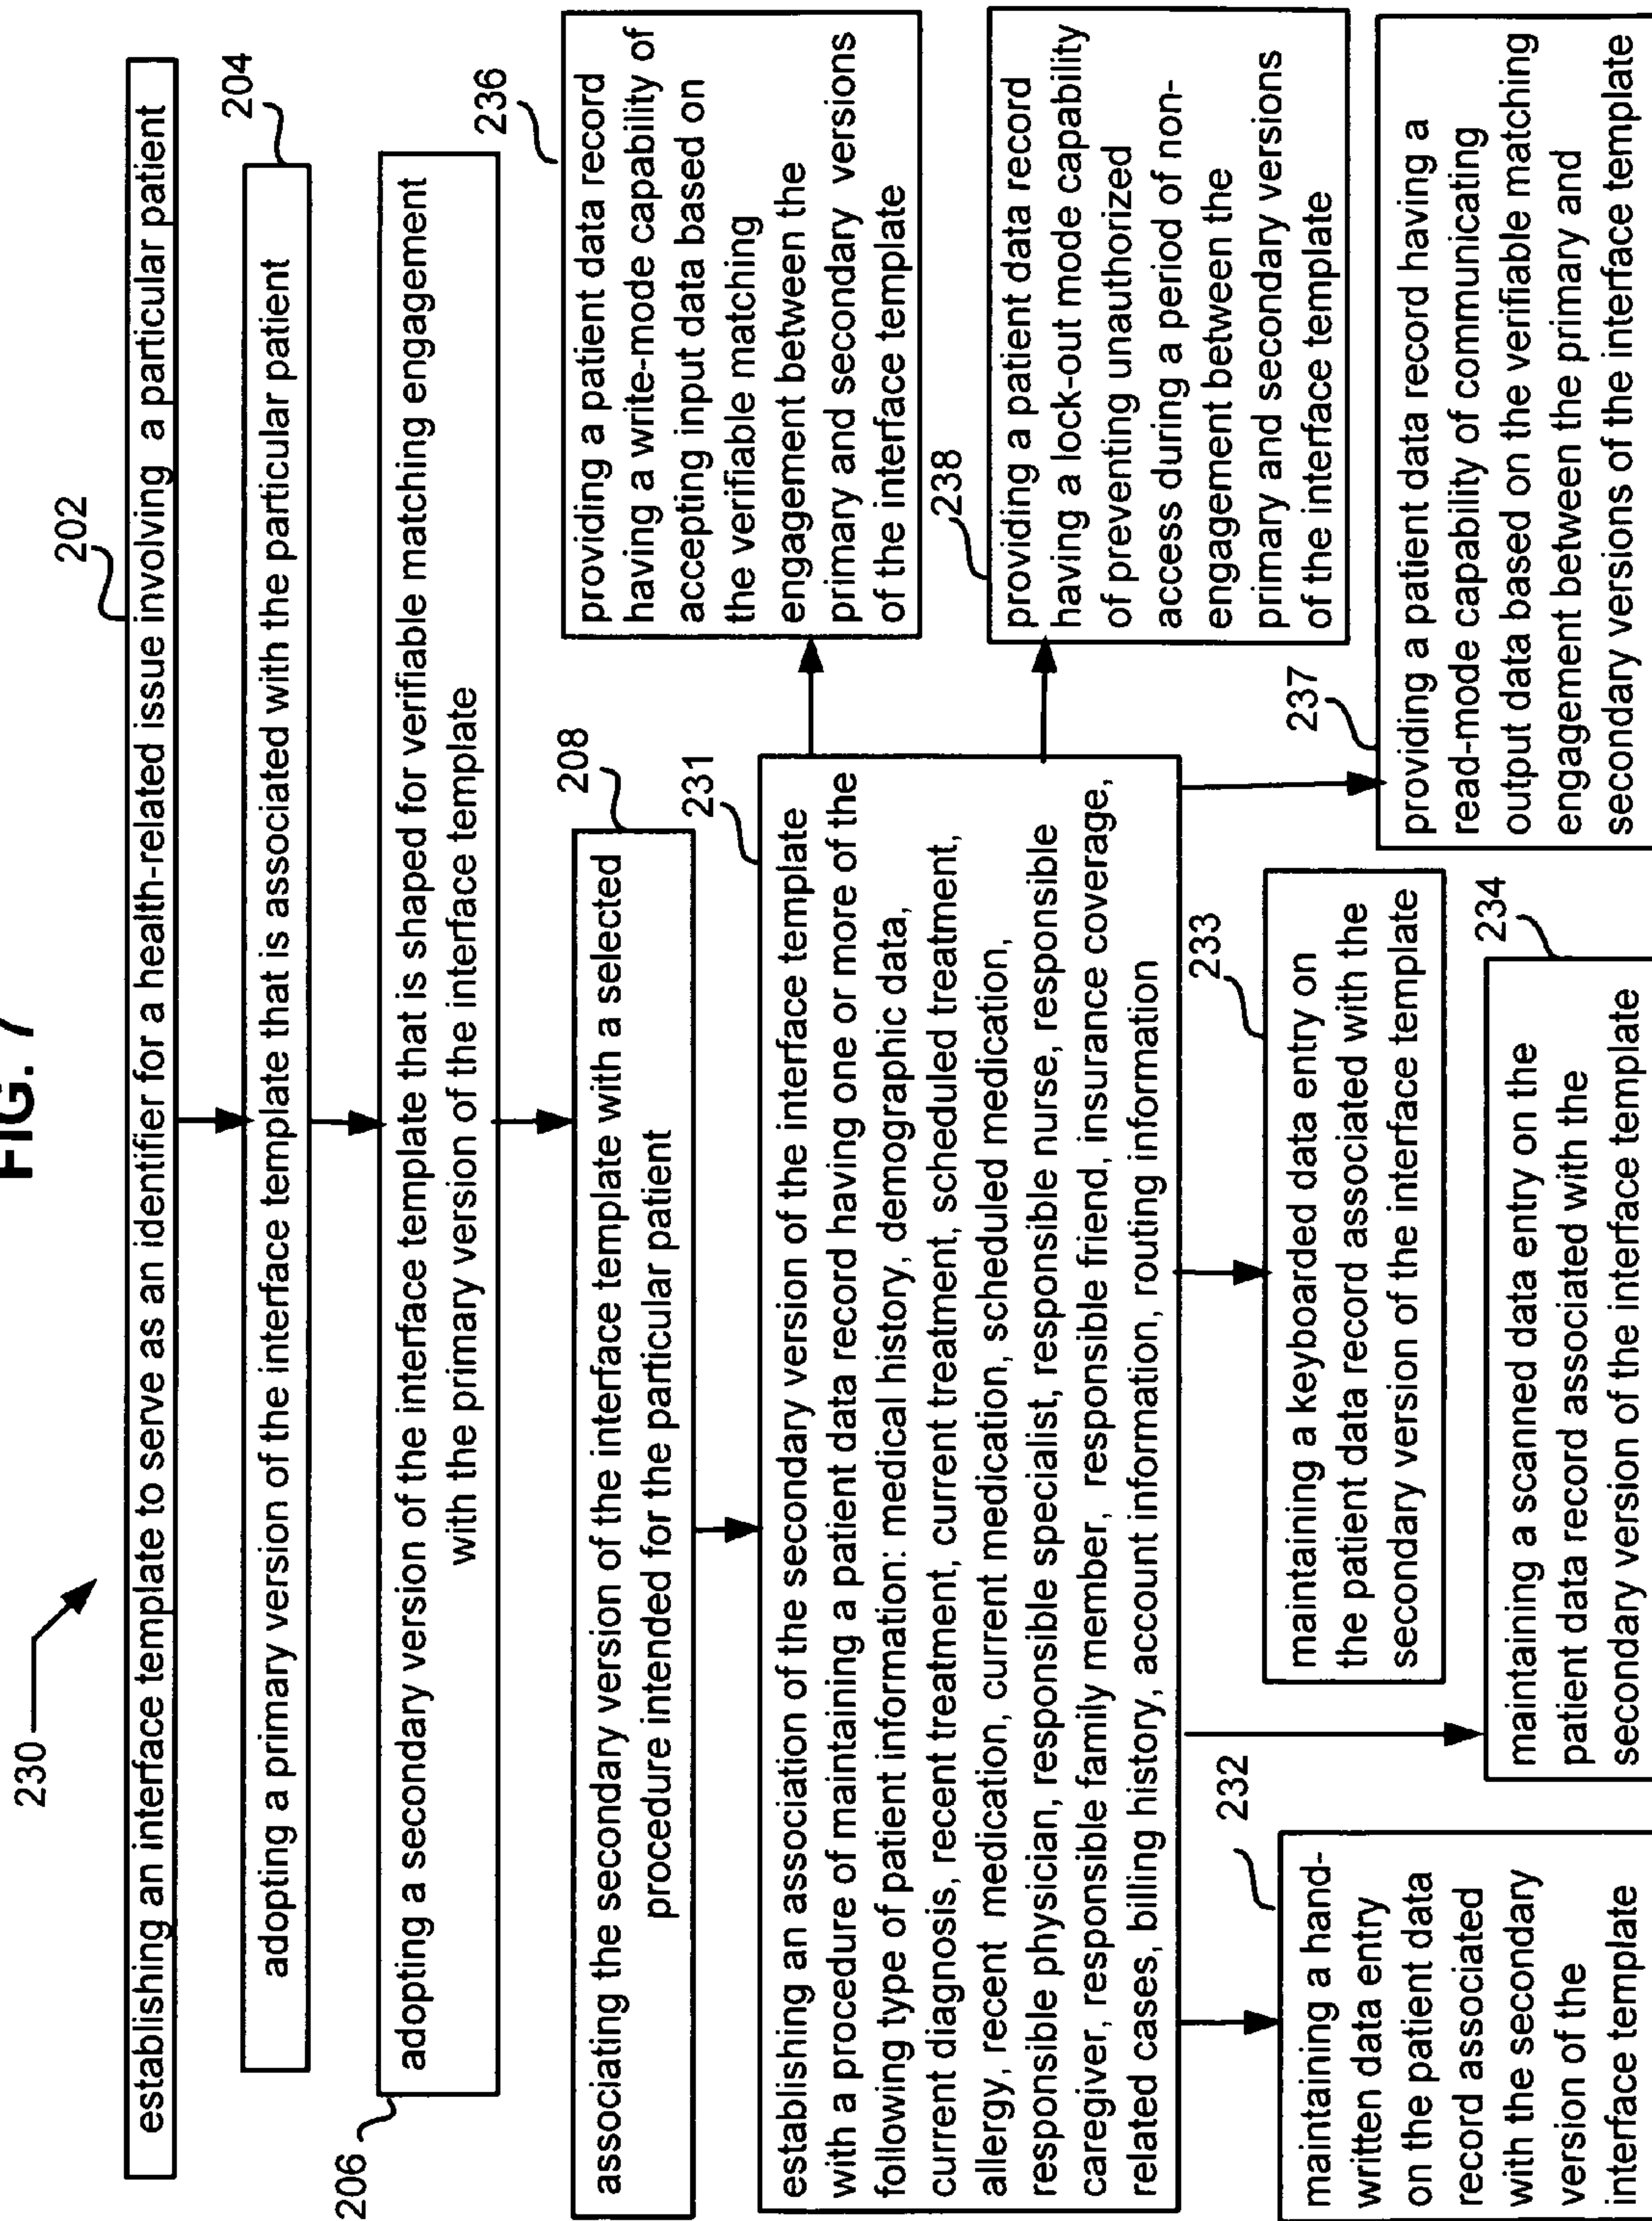 FIG. 7
230
202
establishing an interface template to serve as an identifier for a health-related issue involving a particular patient
204
adopting a primary version of the interface template that is associated with the particular patient
206
adopting a secondary version of the interface template that is shaped for verifiable matching engagement
with the primary version of the interface template
208
associating the secondary version of the interface template with a selected
procedure intended for the particular patient
231
establishing an association of the secondary version of the interface template
with a procedure of maintaining a patient data record having one or more of the
following type of patient information: medical history, demographic data,
current diagnosis, recent treatment, current treatment, scheduled treatment,
allergy, recent medication, current medication, scheduled medication,
responsible physician, responsible specialist, responsible nurse, responsible
caregiver, responsible family member, responsible friend, insurance coverage,
related cases, billing history, account information, routing information
236
providing a patient data record
having a write-mode capability of
accepting input data based on
the verifiable matching
engagement between the
primary and secondary versions
of the interface template
238
providing a patient data record
having a lock-out mode capability
of preventing unauthorized
access during a period of non-
engagement between the
primary and secondary versions
of the interface template
237
providing a patient data record having a
read-mode capability of communicating
output data based on the verifiable matching
engagement between the primary and
secondary versions of the interface template
232
maintaining a hand-
written data entry
on the patient data
record associated
with the secondary
version of the
interface template
233
maintaining a keyboarded data entry on
the patient data record associated with the
secondary version of the interface template
234
maintaining a scanned data entry on the
patient data record associated with the
secondary version of the interface template